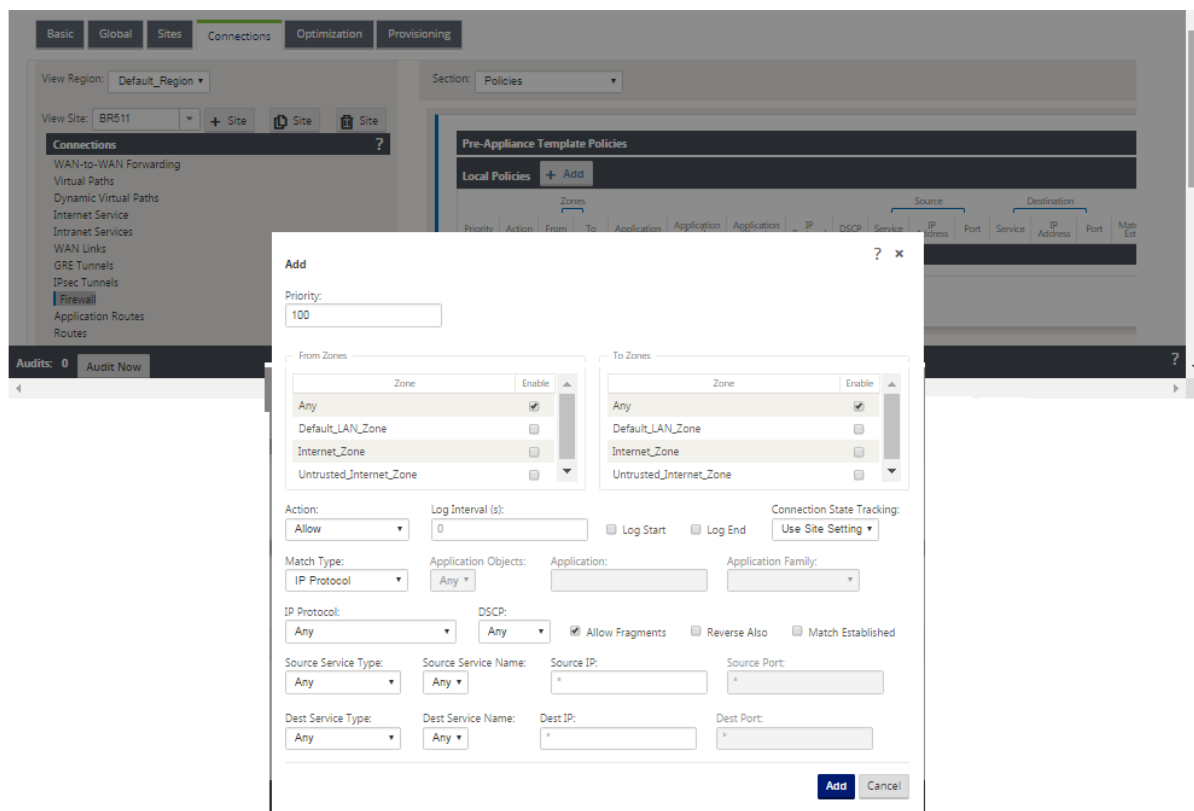 Basic Global Sites Connections Optimization Provisioning
View Region: Default_Region
Section: Policies
View Site: BR511 + Site Site Site
Connections ?
WAN-to-WAN Forwarding
Virtual Paths
Dynamic Virtual Paths
Internet Service
Intranet Services
WAN Links
GRE Tunnels
IPsec Tunnels
Firewall
Application Routes
Routes
Pre-Appliance Template Policies
Local Policies + Add
Zones Source Destination
Priority Action From To Application Application Application IP DSCP Service IP Address Port Service IP Address Port
Audits: 0 Audit Now ?
Add ? ×
Priority:
100
From Zones
Zone Enable
Any
Default_LAN_Zone
Internet_Zone
Untrusted_Internet_Zone
To Zones
Zone Enable
Any
Default_LAN_Zone
Internet_Zone
Untrusted_Internet_Zone
Action: Log Interval (s): Connection State Tracking:
Allow 0 Log Start Log End Use Site Setting
Match Type: Application Objects: Application: Application Family:
IP Protocol Any
IP Protocol: DSCP:
Any Any Allow Fragments Reverse Also Match Established
Source Service Type: Source Service Name: Source IP: Source Port:
Any Any * *
Dest Service Type: Dest Service Name: Dest IP: Dest Port:
Any Any * *
Add Cancel